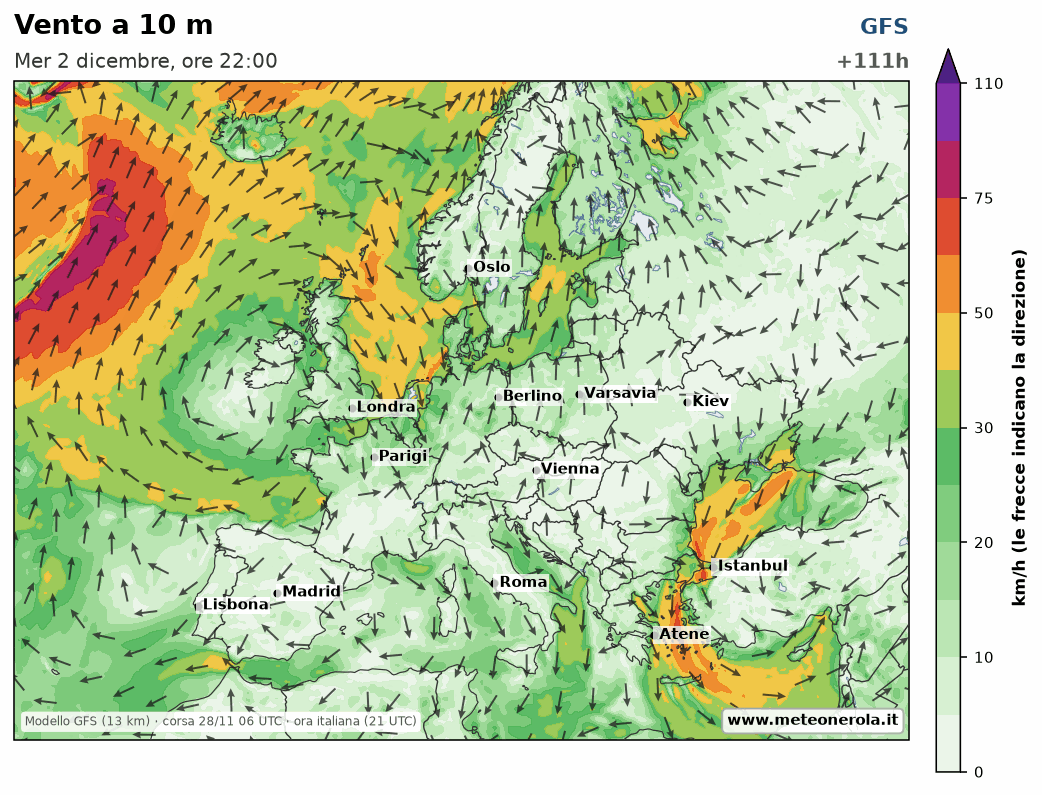 Vento a 10 m
GFS
Mer 2 dicembre, ore 22:00
+111h
110
75
50
30
20
10
0
km/h (le frecce indicano la direzione)
Oslo
Londra
Berlino
Varsavia
Kiev
Parigi
Vienna
Istanbul
Roma
Madrid
Lisbona
Atene
Modello GFS (13 km) · corsa 28/11 06 UTC · ora italiana (21 UTC)
www.meteonerola.it